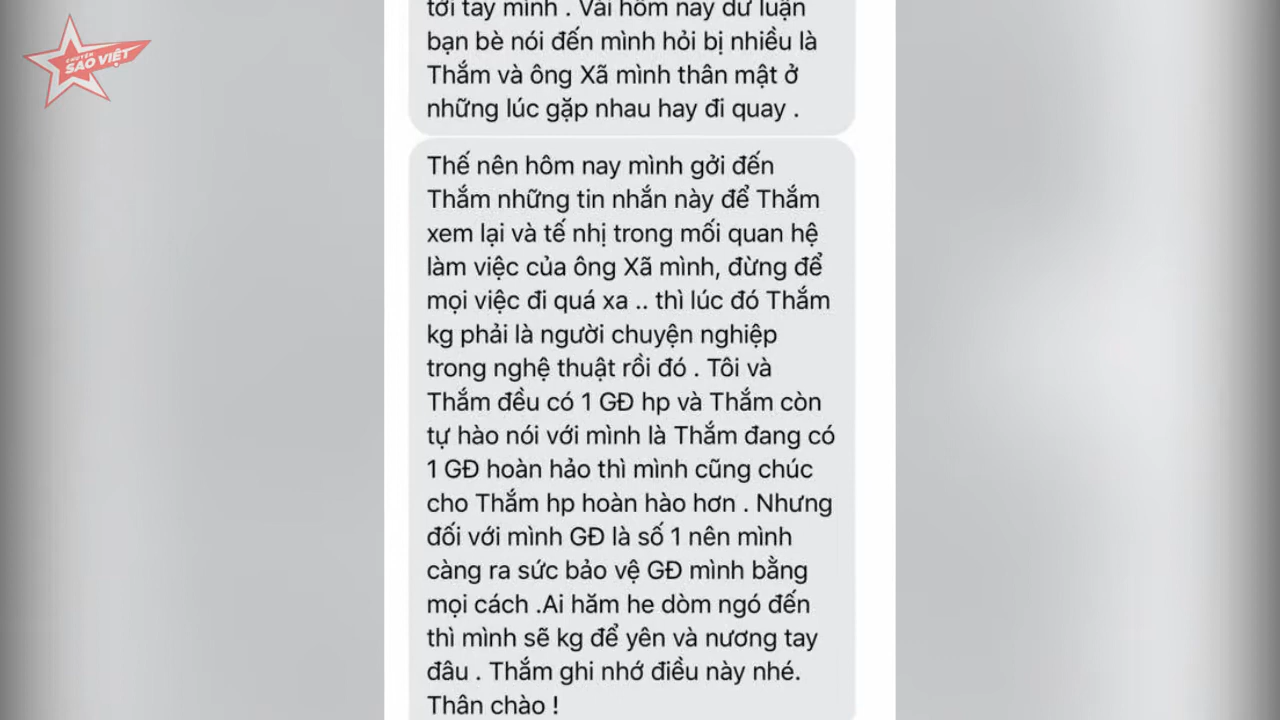 CHUYỆN
SAO VIỆT
tới tay mình . Vài hôm nay dư luận
bạn bè nói đến mình hỏi bị nhiều là
Thắm và ông Xã mình thân mật ở
những lúc gặp nhau hay đi quay .
Thế nên hôm nay mình gởi đến
Thắm những tin nhắn này để Thắm
xem lại và tế nhị trong mối quan hệ
làm việc của ông Xã mình, đừng để
mọi việc đi quá xa .. thì lúc đó Thắm
kg phải là người chuyện nghiệp
trong nghệ thuật rồi đó . Tôi và
Thắm đều có 1 GĐ hp và Thắm còn
tự hào nói với mình là Thắm đang có
1 GĐ hoàn hảo thì mình cũng chúc
cho Thắm hp hoàn hào hơn . Nhưng
đối với mình GĐ là số 1 nên mình
càng ra sức bảo vệ GĐ mình bằng
mọi cách .Ai hăm he dòm ngó đến
thì mình sẽ kg để yên và nương tay
đâu . Thắm ghi nhớ điều này nhé.
Thân chào !